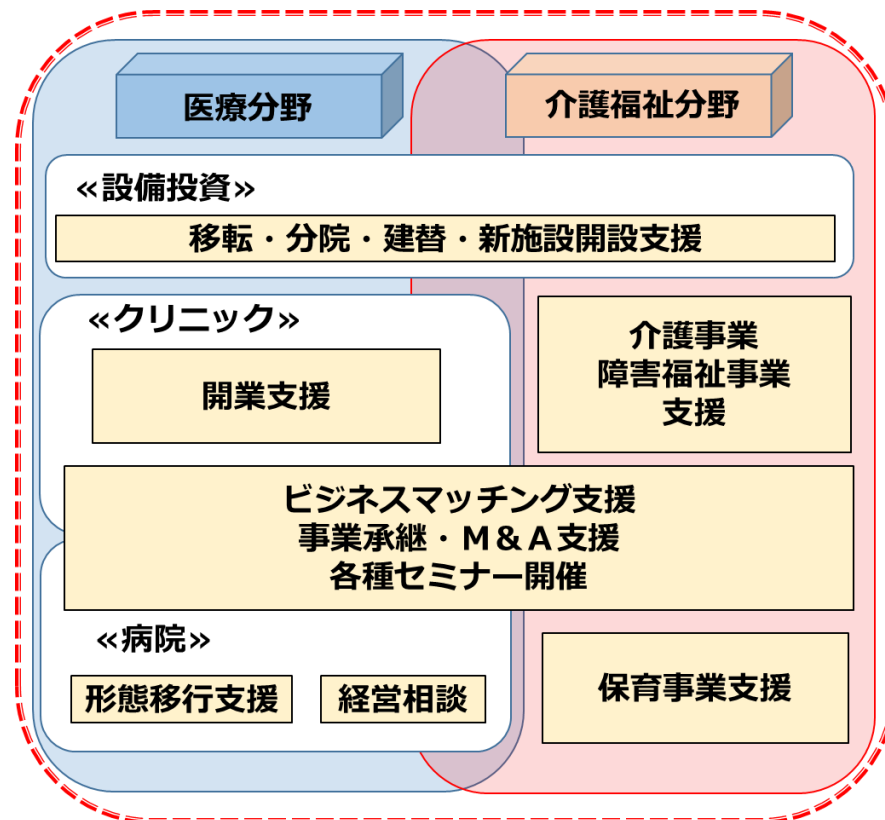 医療分野
介護福祉分野
≪設備投資≫
移転・分院・建替・新施設開設支援
≪クリニック≫
開業支援
介護事業
障害福祉事業
支援
ビジネスマッチング支援
事業承継・Ｍ＆Ａ支援
各種セミナー開催
≪病院≫
形態移行支援
経営相談
保育事業支援